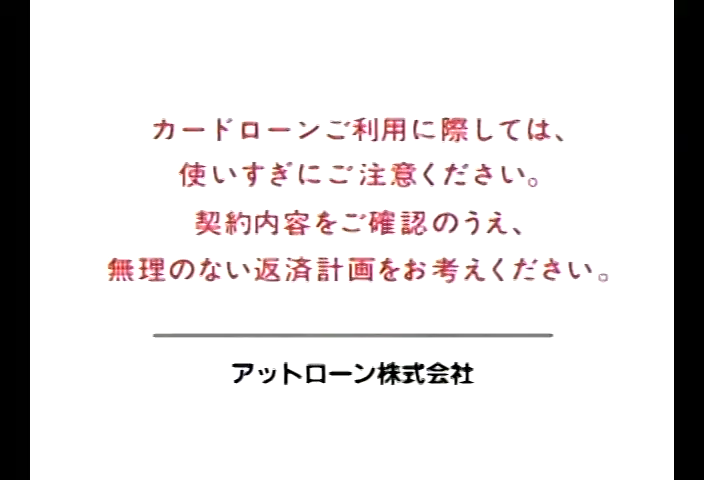 カードローンご利用に際しては、
使いすぎにご注意ください。
契約内容をご確認のうえ、
無理のない返済計画をお考えください。
アットローン株式会社